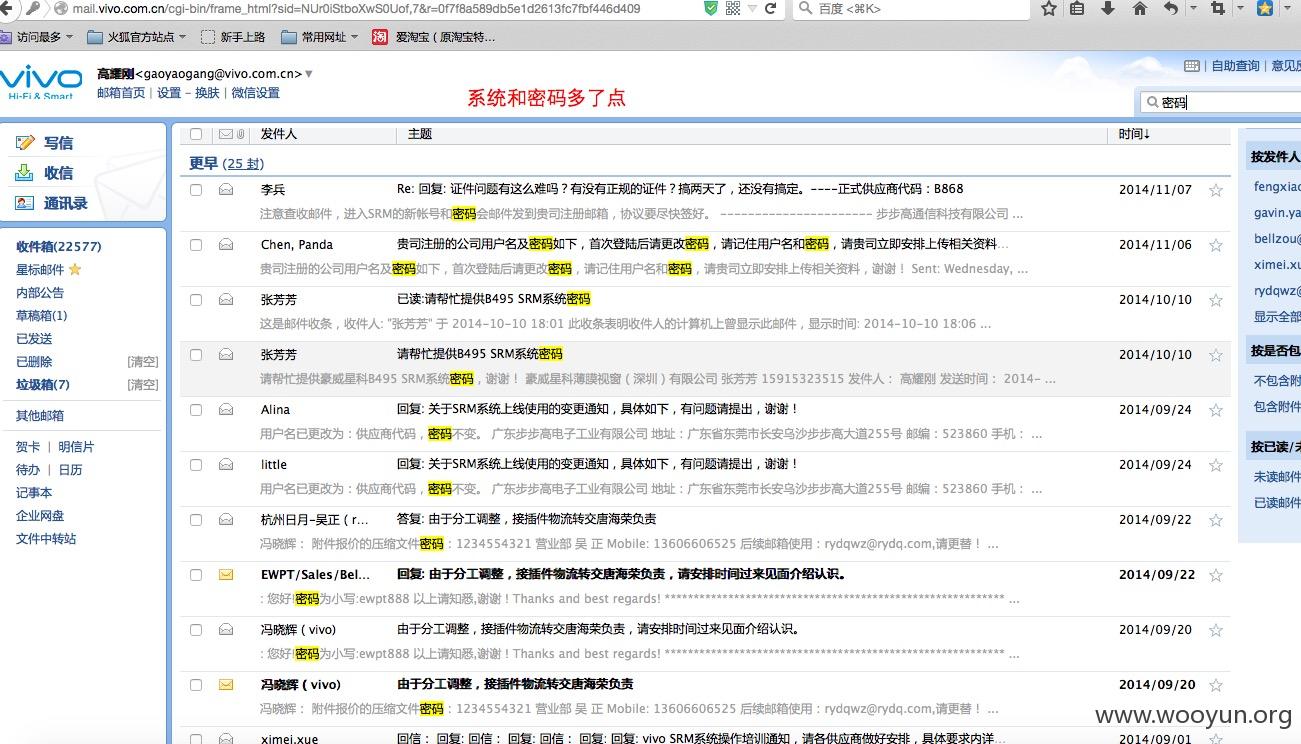 mail.vivo.com.cn/cgi-bin/frame_html?sid=NUr0iStboXwS0Uof,7&r=0f7f8a589db5e1d2613fc7fbf446d409
百度 <⌘K>
访问最多 火狐官方站点 新手上路 常用网址 淘 爱淘宝（原淘宝特...
vivo
Hi-Fi & Smart
高耀刚<gaoyaogang@vivo.com.cn>
邮箱首页 | 设置 - 换肤 | 微信设置
系统和密码多了点
自助查询 | 意见反
密码
写信
收信
通讯录
收件箱(22577)
星标邮件
内部公告
草稿箱(1)
已发送
已删除 [清空]
垃圾箱(7) [清空]
其他邮箱
贺卡 | 明信片
待办 | 日历
记事本
企业网盘
文件中转站
发件人 主题 时间↓
更早 (25 封)
李兵 Re: 回复: 证件问题有这么难吗？有没有正规的证件？搞两天了，还没有搞定。----正式供应商代码：B868 2014/11/07
注意查收邮件，进入SRM的新帐号和密码会邮件发到贵司注册邮箱，协议要尽快签好。 ----------------------- 步步高通信科技有限公司 ...
Chen, Panda 贵司注册的公司用户名及密码如下，首次登陆后请更改密码，请记住用户名和密码，请贵司立即安排上传相关资料... 2014/11/06
贵司注册的公司用户名及密码如下，首次登陆后请更改密码，请记住用户名和密码，请贵司立即安排上传相关资料，谢谢！ Sent: Wednesday, ...
张芳芳 已读:请帮忙提供B495 SRM系统密码 2014/10/10
这是邮件收条，收件人: "张芳芳" 于 2014-10-10 18:01 此收条表明收件人的计算机上曾显示此邮件，显示时间: 2014-10-10 18:06 ...
张芳芳 请帮忙提供B495 SRM系统密码 2014/10/10
请帮忙提供豪威星科B495 SRM系统密码，谢谢！ 豪威星科薄膜视窗（深圳）有限公司 张芳芳 15915323515 发件人： 高耀刚 发送时间： 2014- ...
Alina 回复: 关于SRM系统上线使用的变更通知，具体如下，有问题请提出，谢谢！ 2014/09/24
用户名已更改为：供应商代码，密码不变。 广东步步高电子工业有限公司 地址：广东省东莞市长安乌沙步步高大道255号 邮编：523860 手机： ...
little 回复: 关于SRM系统上线使用的变更通知，具体如下，有问题请提出，谢谢！ 2014/09/24
用户名已更改为：供应商代码，密码不变。 广东步步高电子工业有限公司 地址：广东省东莞市长安乌沙步步高大道255号 邮编：523860 手机： ...
杭州日月-吴正（r... 答复: 由于分工调整，接插件物流转交唐海荣负责 2014/09/22
冯晓辉： 附件报价的压缩文件密码：1234554321 营业部 吴 正 Mobile: 13606606525 后续邮箱使用：rydqwz@rydq.com,请更替！ ...
EWPT/Sales/Bel... 回复: 由于分工调整，接插件物流转交唐海荣负责，请安排时间过来见面介绍认识。 2014/09/22
: 您好!密码为小写:ewpt888 以上请知悉,谢谢！Thanks and best regards! ******************************************************** ...
冯晓辉 ( vivo) 由于分工调整，接插件物流转交唐海荣负责，请安排时间过来见面介绍认识。 2014/09/20
: 您好!密码为小写:ewpt888 以上请知悉,谢谢！Thanks and best regards! ******************************************************** ...
冯晓辉 ( vivo) 由于分工调整，接插件物流转交唐海荣负责 2014/09/20
冯晓辉： 附件报价的压缩文件密码：1234554321 营业部 吴 正 Mobile: 13606606525 后续邮箱使用：rydqwz@rydq.com,请更替！ ...
ximei.xue 回信： 回复: 回信： 回复: 回信： 回复: 回复: vivo SRM系统操作培训通知，请各供应商做好安排，具体要求内详... 2014/09/01
按发件人
fengxiao
gavin.ya
bellzou@
ximei.xu
rydqwz@
显示全部
按是否包
不包含附
包含附件
按已读/未
未读邮件
已读邮件
www.wooyun.org